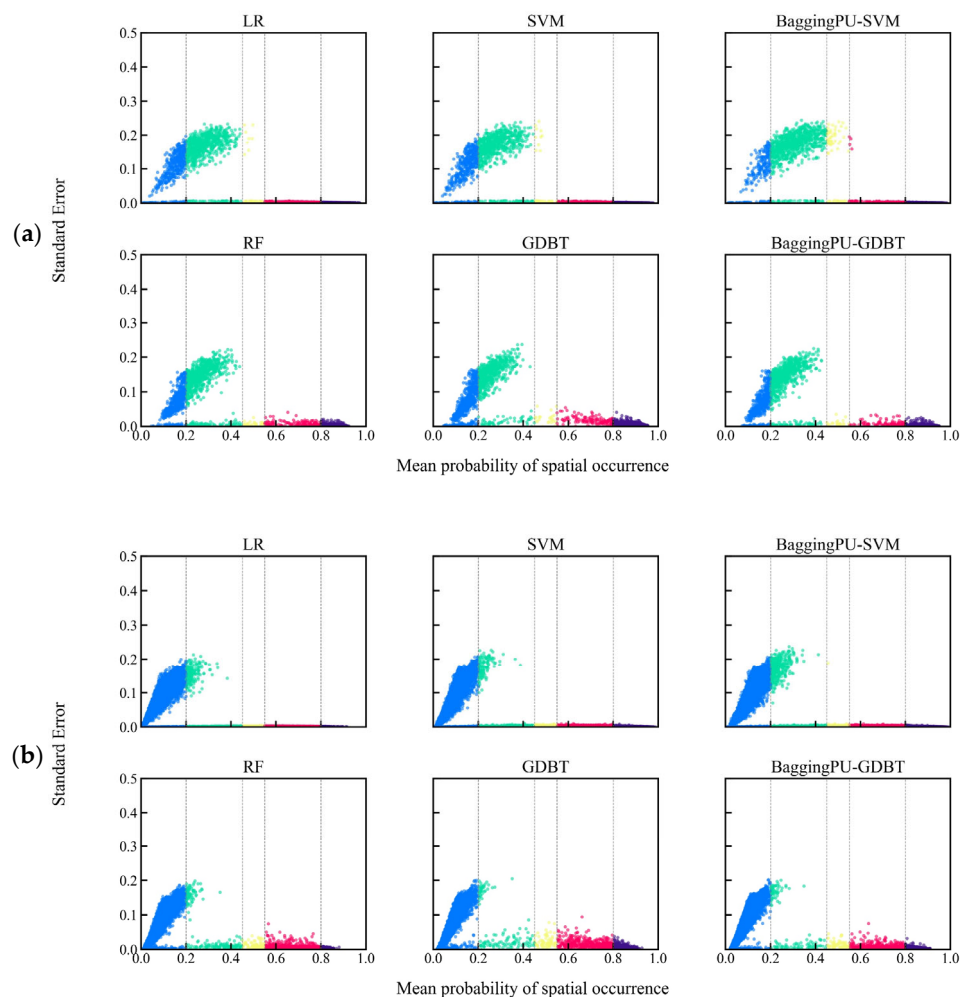 LR SVM BaggingPU-SVM
0.5
0.4
0.3
0.2
0.1
0.0
(a)
Standard Error
RF GDBT BaggingPU-GDBT
0.5
0.4
0.3
0.2
0.1
0.0
0.0 0.2 0.4 0.6 0.8 1.0 0.0 0.2 0.4 0.6 0.8 1.0 0.0 0.2 0.4 0.6 0.8 1.0
Mean probability of spatial occurrence
LR SVM BaggingPU-SVM
0.5
0.4
0.3
0.2
0.1
0.0
(b)
Standard Error
RF GDBT BaggingPU-GDBT
0.5
0.4
0.3
0.2
0.1
0.0
0.0 0.2 0.4 0.6 0.8 1.0 0.0 0.2 0.4 0.6 0.8 1.0 0.0 0.2 0.4 0.6 0.8 1.0
Mean probability of spatial occurrence